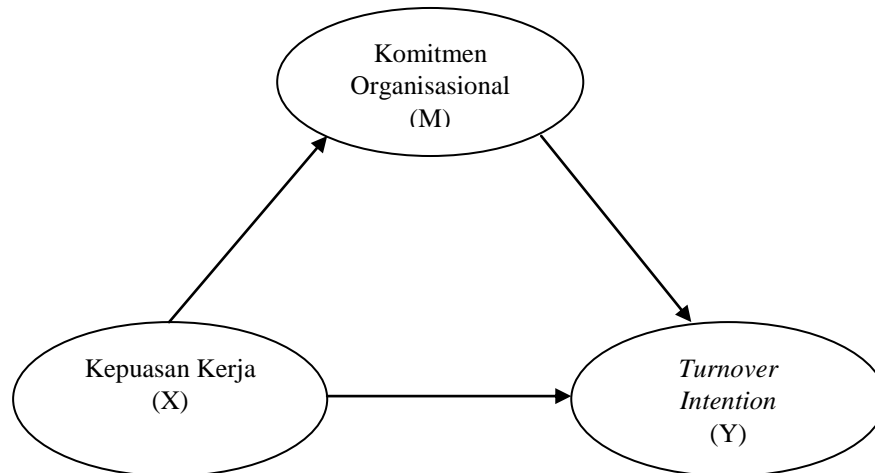 Komitmen
Organisasional
(M)
Kepuasan Kerja
(X)
Turnover
Intention
(Y)